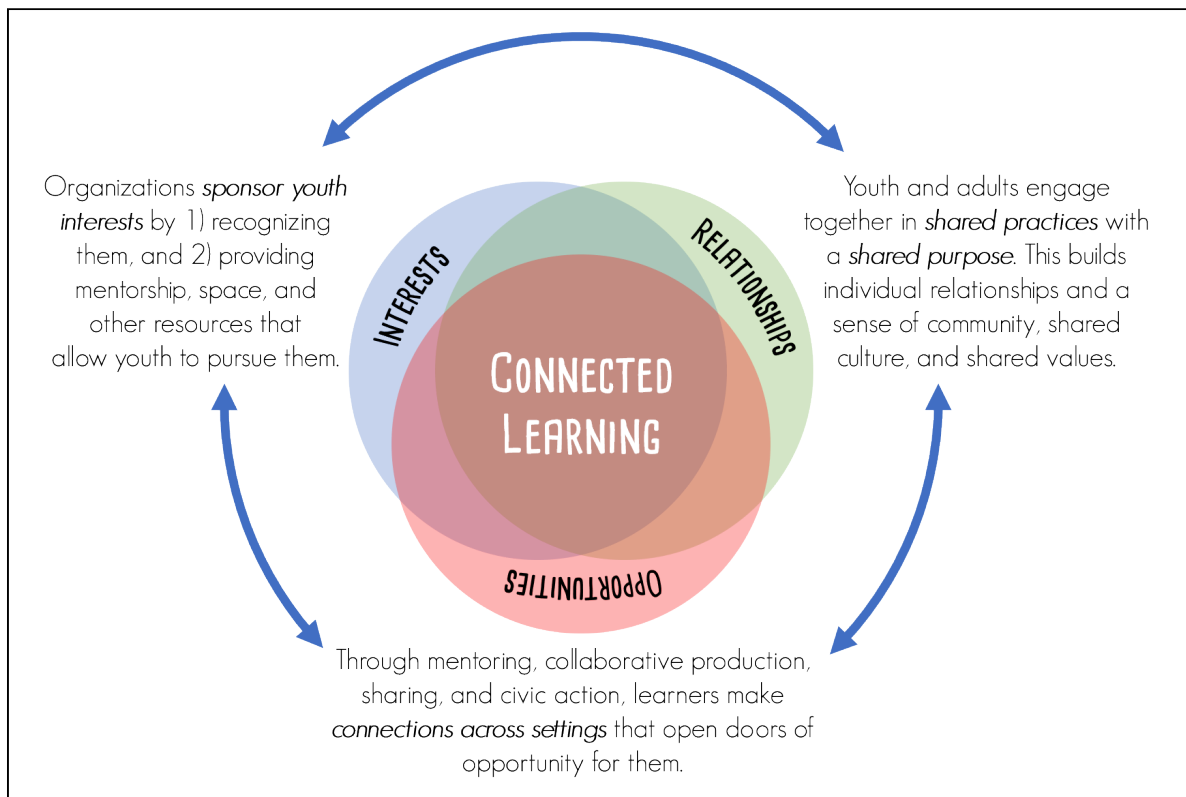 Organizations sponsor youth
interests by 1) recognizing
them, and 2) providing
mentorship, space, and
other resources that
allow youth to pursue them.
Youth and adults engage
together in shared practices with
a shared purpose. This builds
individual relationships and a
sense of community, shared
culture, and shared values.
INTERESTS
RELATIONSHIPS
CONNECTED
LEARNING
OPPORTUNITIES
Through mentoring, collaborative production,
sharing, and civic action, learners make
connections across settings that open doors of
opportunity for them.